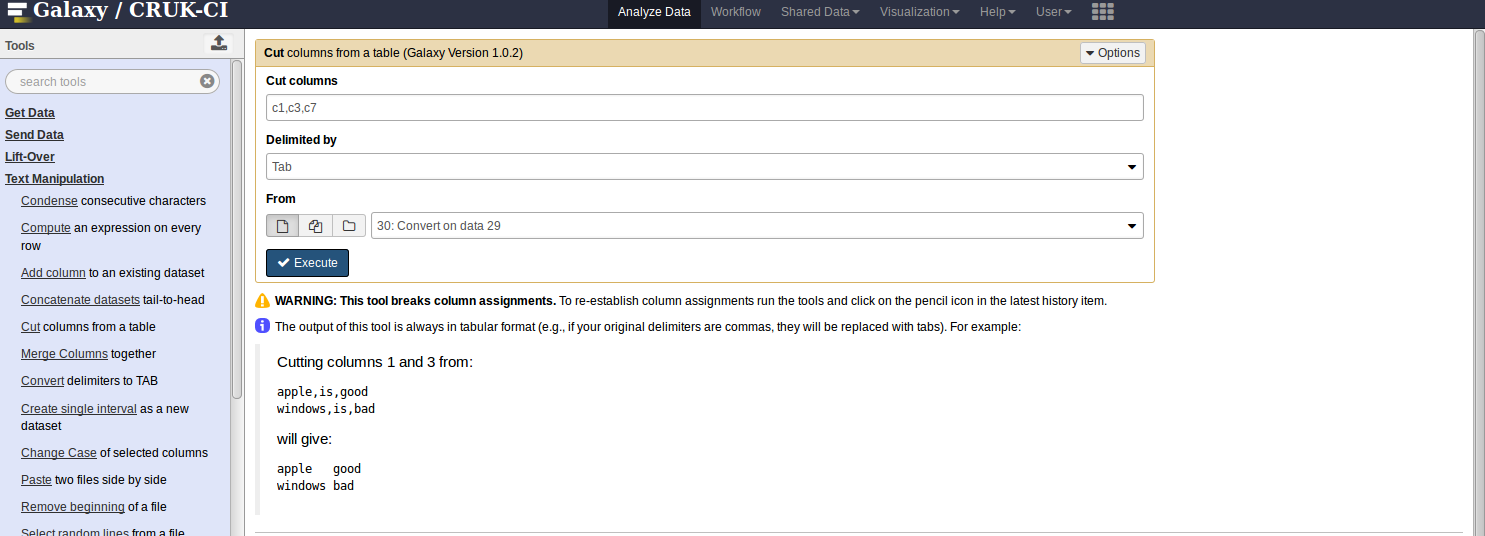 Galaxy / CRUK-CI
Analyze Data Workflow Shared Data Visualization Help User
Tools
search tools
Get Data
Send Data
Lift-Over
Text Manipulation
Condense consecutive characters
Compute an expression on every
row
Add column to an existing dataset
Concatenate datasets tail-to-head
Cut columns from a table
Merge Columns together
Convert delimiters to TAB
Create single interval as a new
dataset
Change Case of selected columns
Paste two files side by side
Remove beginning of a file
Select random lines from a file
Cut columns from a table (Galaxy Version 1.0.2)
Options
Cut columns
c1,c3,c7
Delimited by
Tab
From
30: Convert on data 29
Execute
WARNING: This tool breaks column assignments. To re-establish column assignments run the tools and click on the pencil icon in the latest history item.
The output of this tool is always in tabular format (e.g., if your original delimiters are commas, they will be replaced with tabs). For example:
Cutting columns 1 and 3 from:
apple,is,good
windows,is,bad
will give:
apple good
windows bad